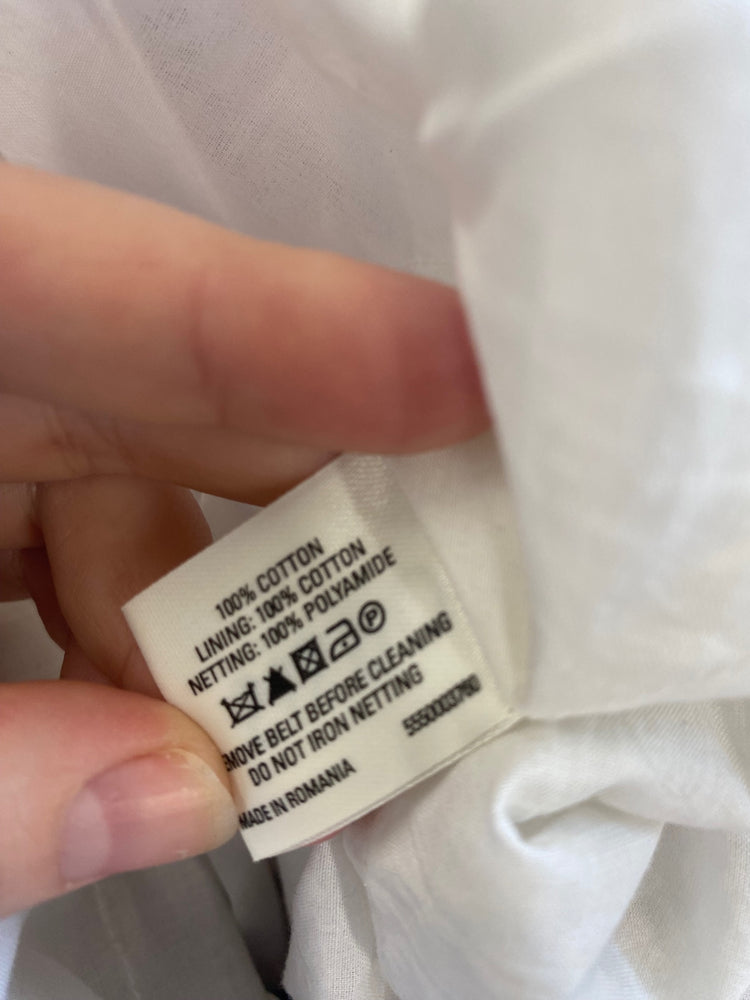 100% COTTON
LINING: 100% COTTON
NETTING: 100% POLYAMIDE
P
EMOVE BELT BEFORE CLEANING
DO NOT IRON NETTING
MADE IN ROMANIA